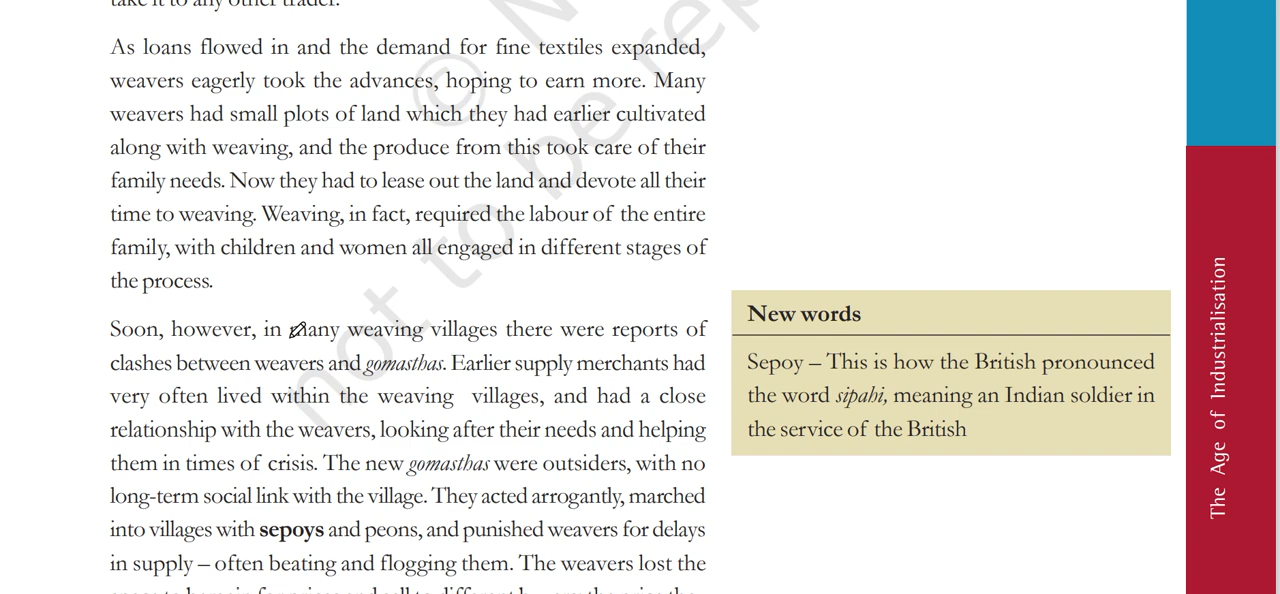 take it to any other trader.
As loans flowed in and the demand for fine textiles expanded,
weavers eagerly took the advances, hoping to earn more. Many
weavers had small plots of land which they had earlier cultivated
along with weaving, and the produce from this took care of their
family needs. Now they had to lease out the land and devote all their
time to weaving. Weaving, in fact, required the labour of the entire
family, with children and women all engaged in different stages of
the process.
Soon, however, in many weaving villages there were reports of
clashes between weavers and gomasthas. Earlier supply merchants had
very often lived within the weaving villages, and had a close
relationship with the weavers, looking after their needs and helping
them in times of crisis. The new gomasthas were outsiders, with no
long-term social link with the village. They acted arrogantly, marched
into villages with sepoys and peons, and punished weavers for delays
in supply – often beating and flogging them. The weavers lost the
New words
Sepoy – This is how the British pronounced
the word sipahi, meaning an Indian soldier in
the service of the British
The Age of Industrialisation
© N
not to be rep